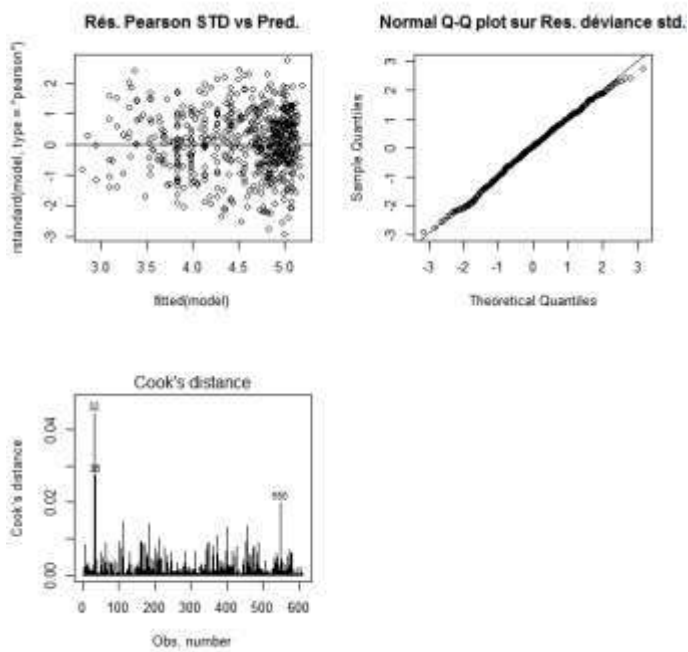 Rés. Pearson STD vs Pred.
rstandard(model, type = "pearson")
2
1
0
-1
-2
-3
3.0 3.5 4.0 4.5 5.0
fitted(model)
Normal Q-Q plot sur Res. déviance std.
Sample Quantiles
3
2
1
0
-1
-2
-3
-3 -2 -1 0 1 2 3
Theoretical Quantiles
Cook's distance
Cook's distance
0.04
0.02
0.00
0 100 200 300 400 500 600
Obs. number